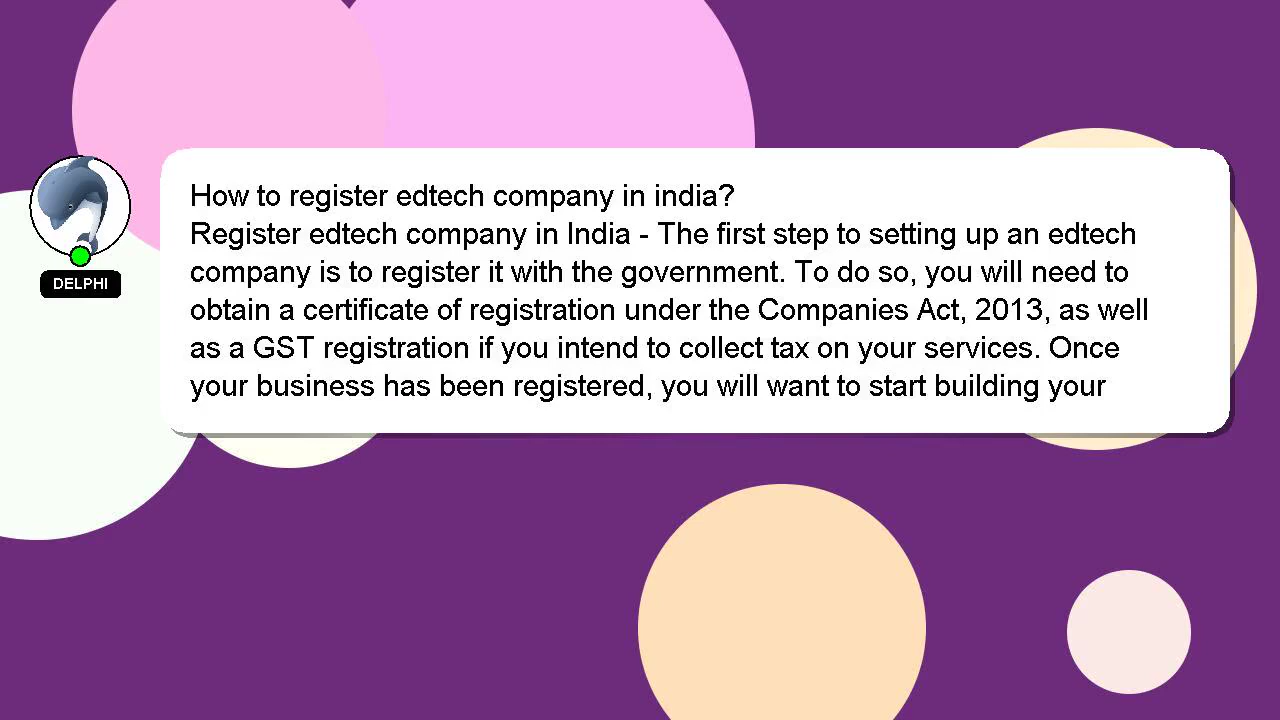 How to register edtech company in india?
Register edtech company in India - The first step to setting up an edtech
company is to register it with the government. To do so, you will need to
obtain a certificate of registration under the Companies Act, 2013, as well
as a GST registration if you intend to collect tax on your services. Once
your business has been registered, you will want to start building your
DELPHI